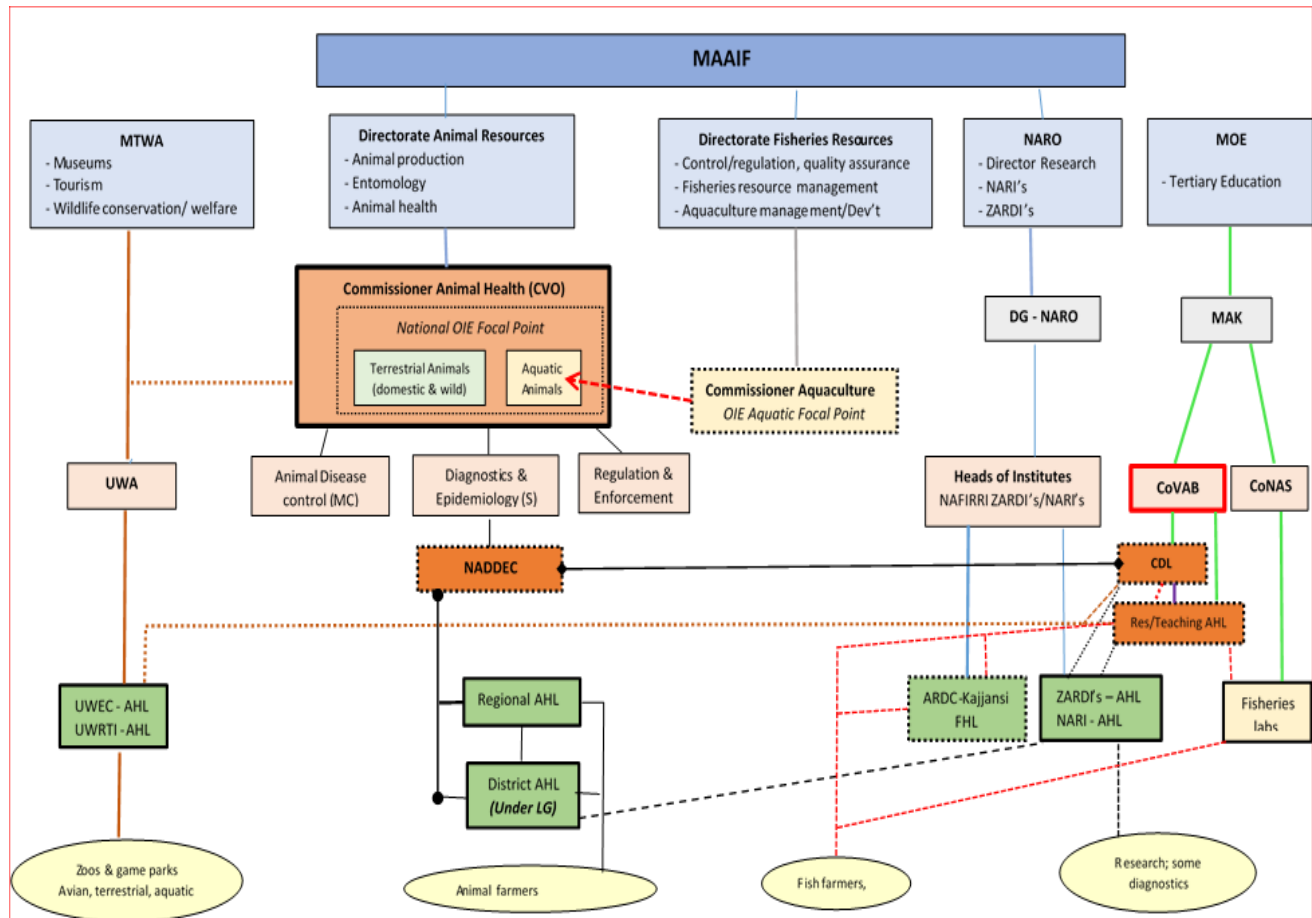 MAAIF
MTWA
- Museums
- Tourism
- Wildlife conservation/ welfare
Directorate Animal Resources
- Animal production
- Entomology
- Animal health
Directorate Fisheries Resources
- Control/regulation, quality assurance
- Fisheries resource management
- Aquaculture management/Dev't
NARO
- Director Research
- NARI's
- ZARDI's
MOE
- Tertiary Education
Commissioner Animal Health (CVO)
National OIE Focal Point
Terrestrial Animals
(domestic & wild)
Aquatic
Animals
Commissioner Aquaculture
OIE Aquatic Focal Point
DG - NARO
MAK
UWA
Animal Disease
control (MC)
Diagnostics &
Epidemiology (S)
Regulation &
Enforcement
Heads of Institutes
NAFIRRI ZARDI's/NARI's
CoVAB
CoNAS
NADDEC
CDL
Res/Teaching AHL
UWEC - AHL
UWRTI - AHL
Regional AHL
District AHL
(Under LG)
ARDC-Kajjansi
FHL
ZARDI's – AHL
NARI - AHL
Fisheries
labs
Zoos & game parks
Avian, terrestrial, aquatic
Animal farmers
Fish farmers,
Research; some
diagnostics